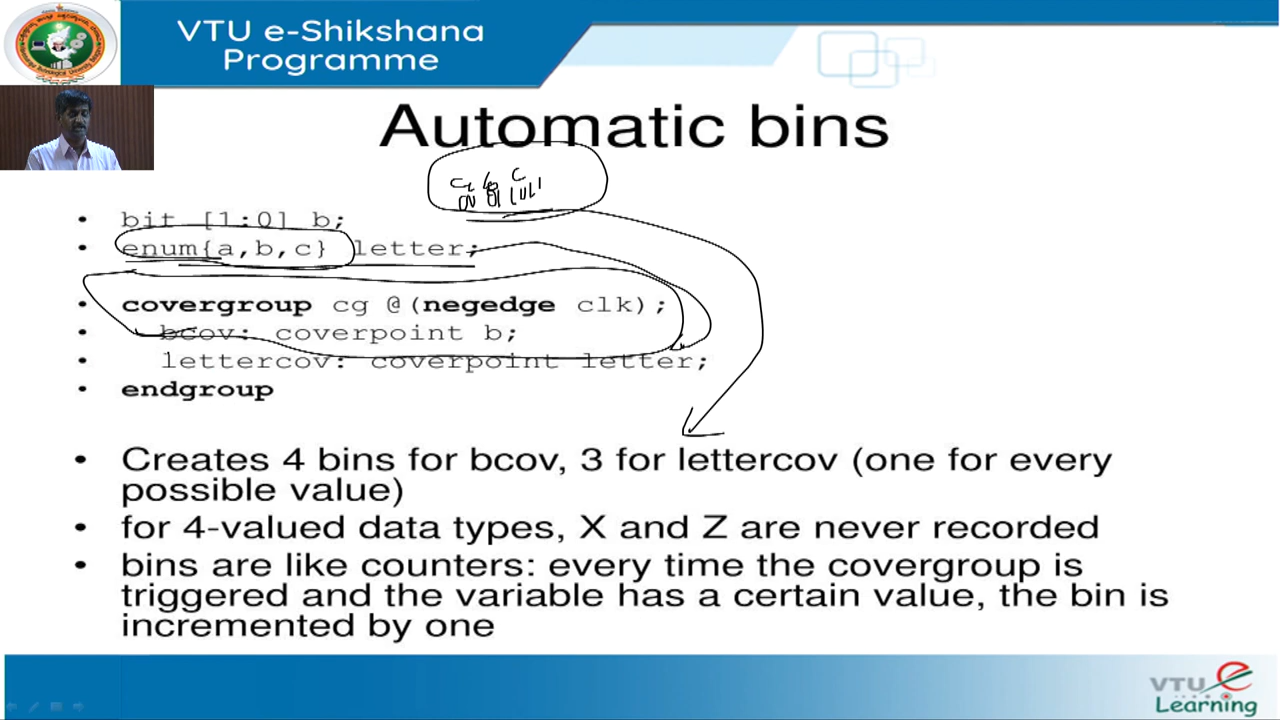 VTU e-Shikshana
Programme
Automatic bins
a b c
• bit [1:0] b;
• enum{a,b,c} letter;
• covergroup cg @(negedge clk);
• bcov: coverpoint b;
• lettercov: coverpoint letter;
• endgroup
• Creates 4 bins for bcov, 3 for lettercov (one for every
possible value)
• for 4-valued data types, X and Z are never recorded
• bins are like counters: every time the covergroup is
triggered and the variable has a certain value, the bin is
incremented by one
VTU e
Learning